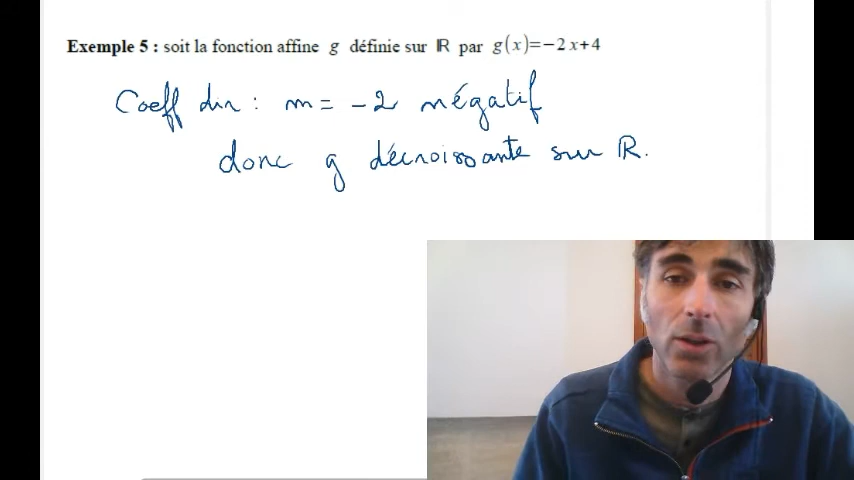 Exemple 5 : soit la fonction affine g définie sur ℝ par g(x)=−2x+4
Coeff dir : m = −2 négatif
donc g décroissante sur ℝ.